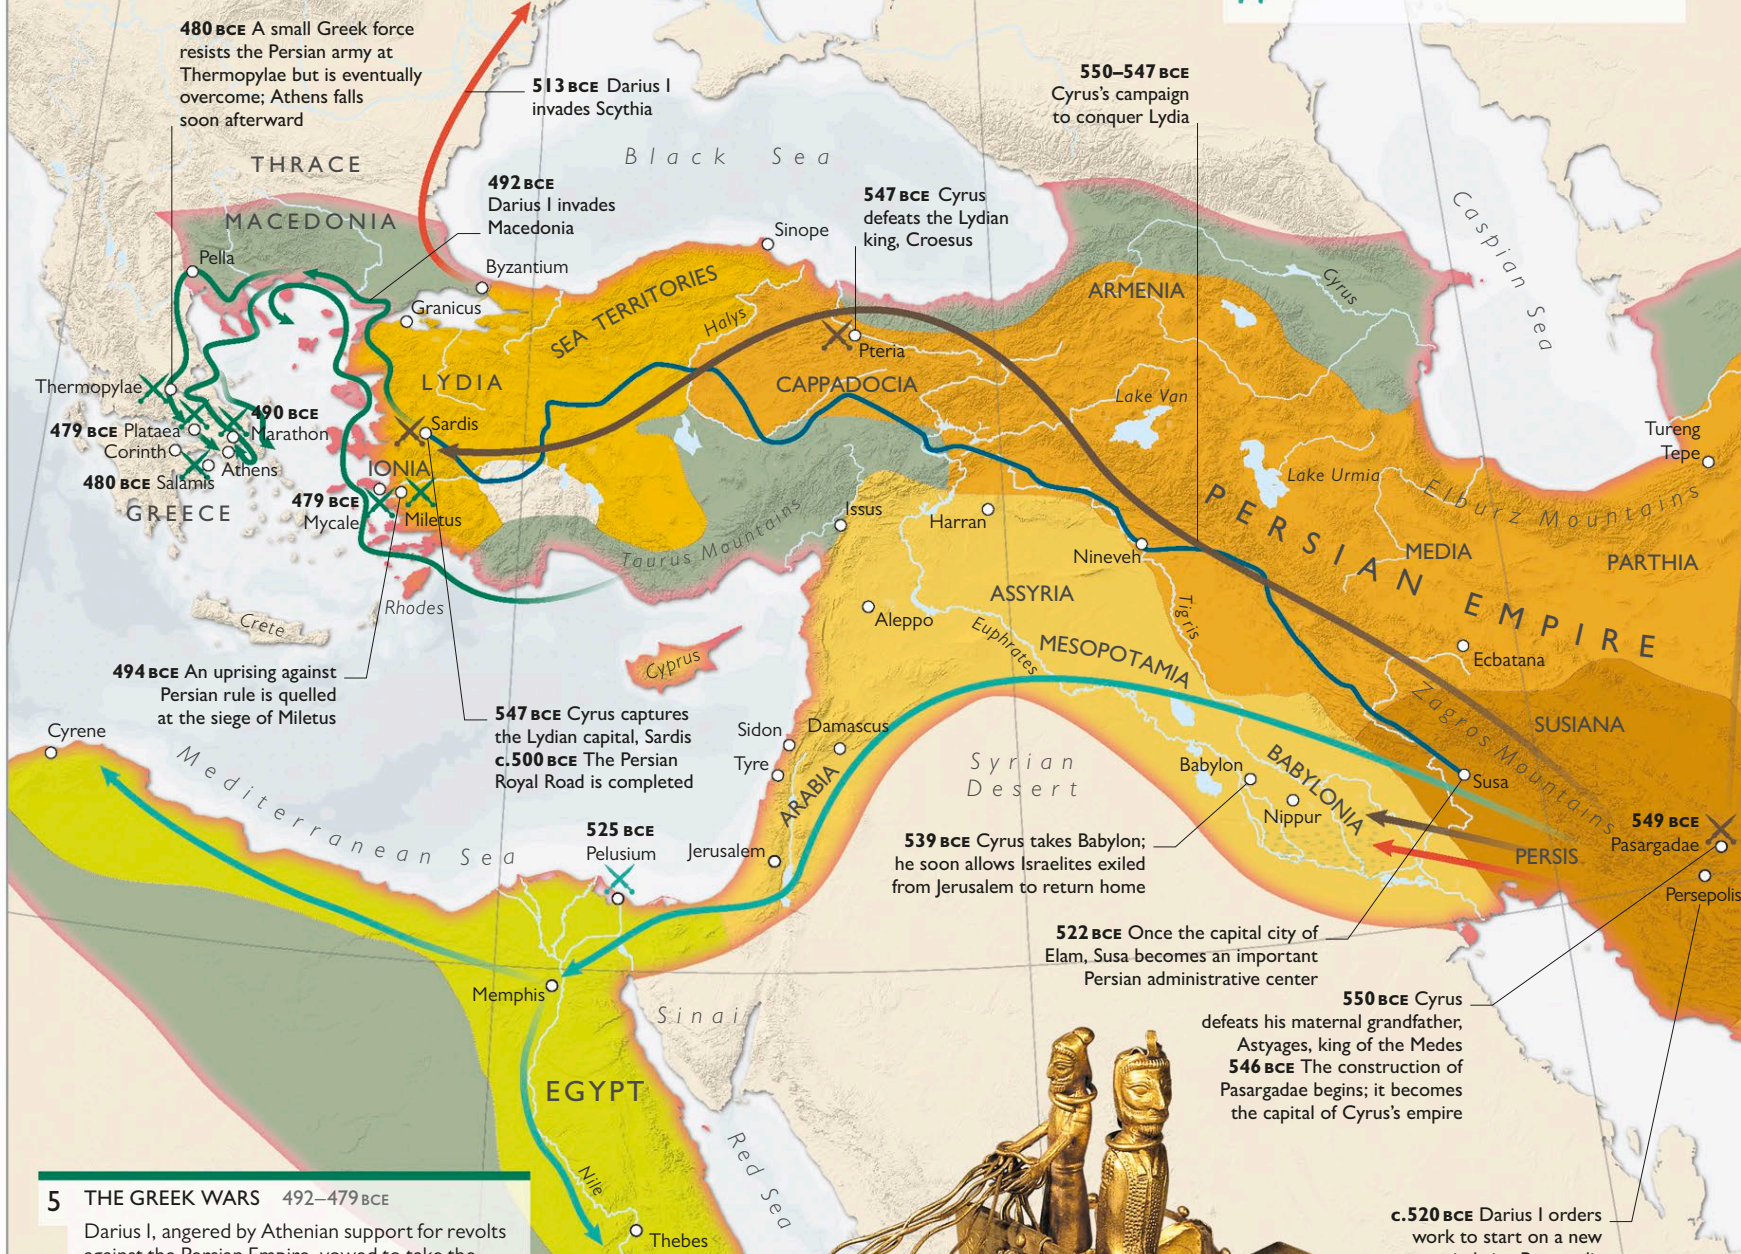 480 BCE A small Greek force
resists the Persian army at
Thermopylae but is eventually
overcome; Athens falls
soon afterward
513 BCE Darius I
invades Scythia
550–547 BCE
Cyrus's campaign
to conquer Lydia
THRACE
Black Sea
492 BCE
Darius I invades
Macedonia
547 BCE Cyrus
defeats the Lydian
king, Croesus
MACEDONIA
Sinope
Caspian Sea
Pella
Byzantium
Granicus
SEA TERRITORIES
Halys
ARMENIA
Cyrus
Pteria
LYDIA
CAPPADOCIA
Lake Van
Thermopylae
490 BCE
Marathon
479 BCE Plataea
Corinth
Athens
480 BCE Salamis
GREECE
Sardis
IONIA
479 BCE
Mycale
Miletus
Tureng
Tepe
Lake Urmia
Elburz Mountains
PERSIAN EMPIRE
MEDIA
PARTHIA
Issus
Harran
Taurus Mountains
Nineveh
ASSYRIA
Tigris
Aleppo
Euphrates
MESOPOTAMIA
Rhodes
Crete
Cyprus
Ecbatana
Zagros Mountains
SUSIANA
494 BCE An uprising against
Persian rule is quelled
at the siege of Miletus
547 BCE Cyrus captures
the Lydian capital, Sardis
c.500 BCE The Persian
Royal Road is completed
Cyrene
Mediterranean Sea
Sidon
Damascus
Tyre
ARABIA
Syrian
Desert
Babylon
BABYLONIA
Nippur
Susa
549 BCE
Pasargadae
PERSIS
Persepolis
525 BCE
Pelusium
Jerusalem
539 BCE Cyrus takes Babylon;
he soon allows Israelites exiled
from Jerusalem to return home
522 BCE Once the capital city of
Elam, Susa becomes an important
Persian administrative center
550 BCE Cyrus
defeats his maternal grandfather,
Astyages, king of the Medes
546 BCE The construction of
Pasargadae begins; it becomes
the capital of Cyrus's empire
Memphis
Sinai
EGYPT
Nile
Red Sea
Thebes
5 THE GREEK WARS 492–479 BCE
Darius I, angered by Athenian support for revolts
against the Persian Empire, vowed to take the
c.520 BCE Darius I orders
work to start on a new